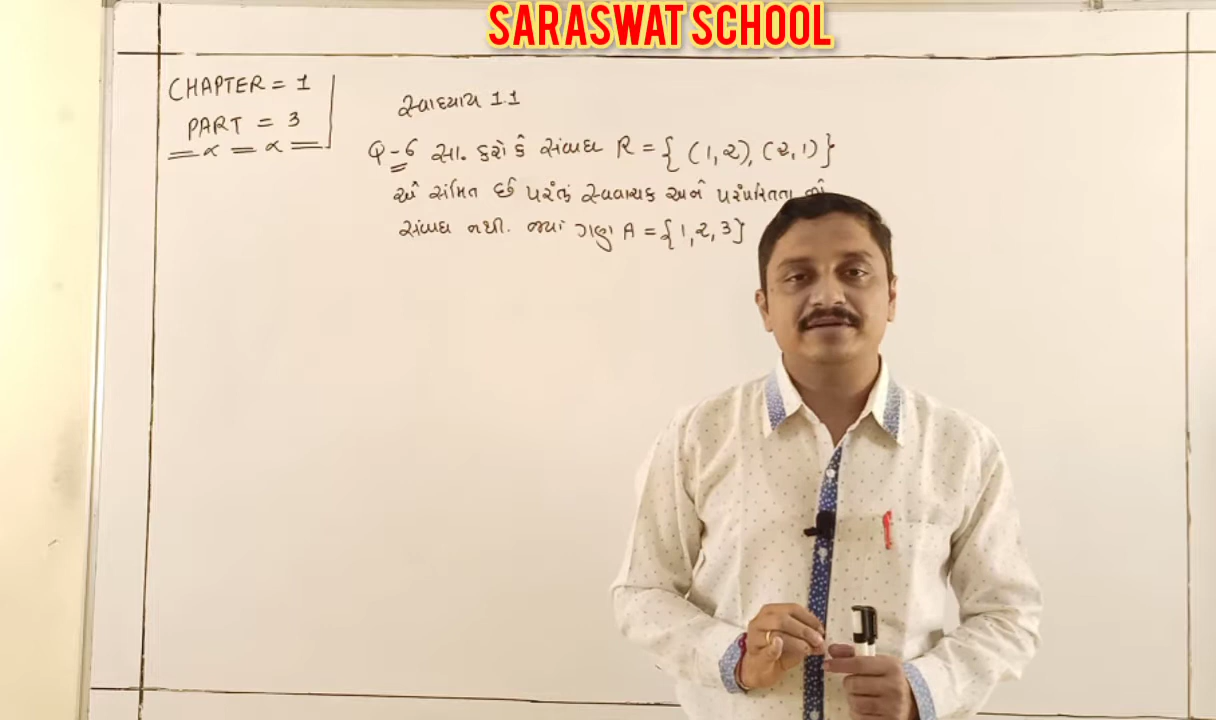 SARASWAT SCHOOL
CHAPTER = 1
PART = 3
સ્વાધ્યાય 1.1
Q-6 સા. કરો કે સંબંધ R = { (1,2), (2,1) }
એ સંમિત છે પરંતુ સ્વવાચક અને પરંપરિતતા નો
સંબંધ નથી. જ્યાં ગણ A = {1,2,3}